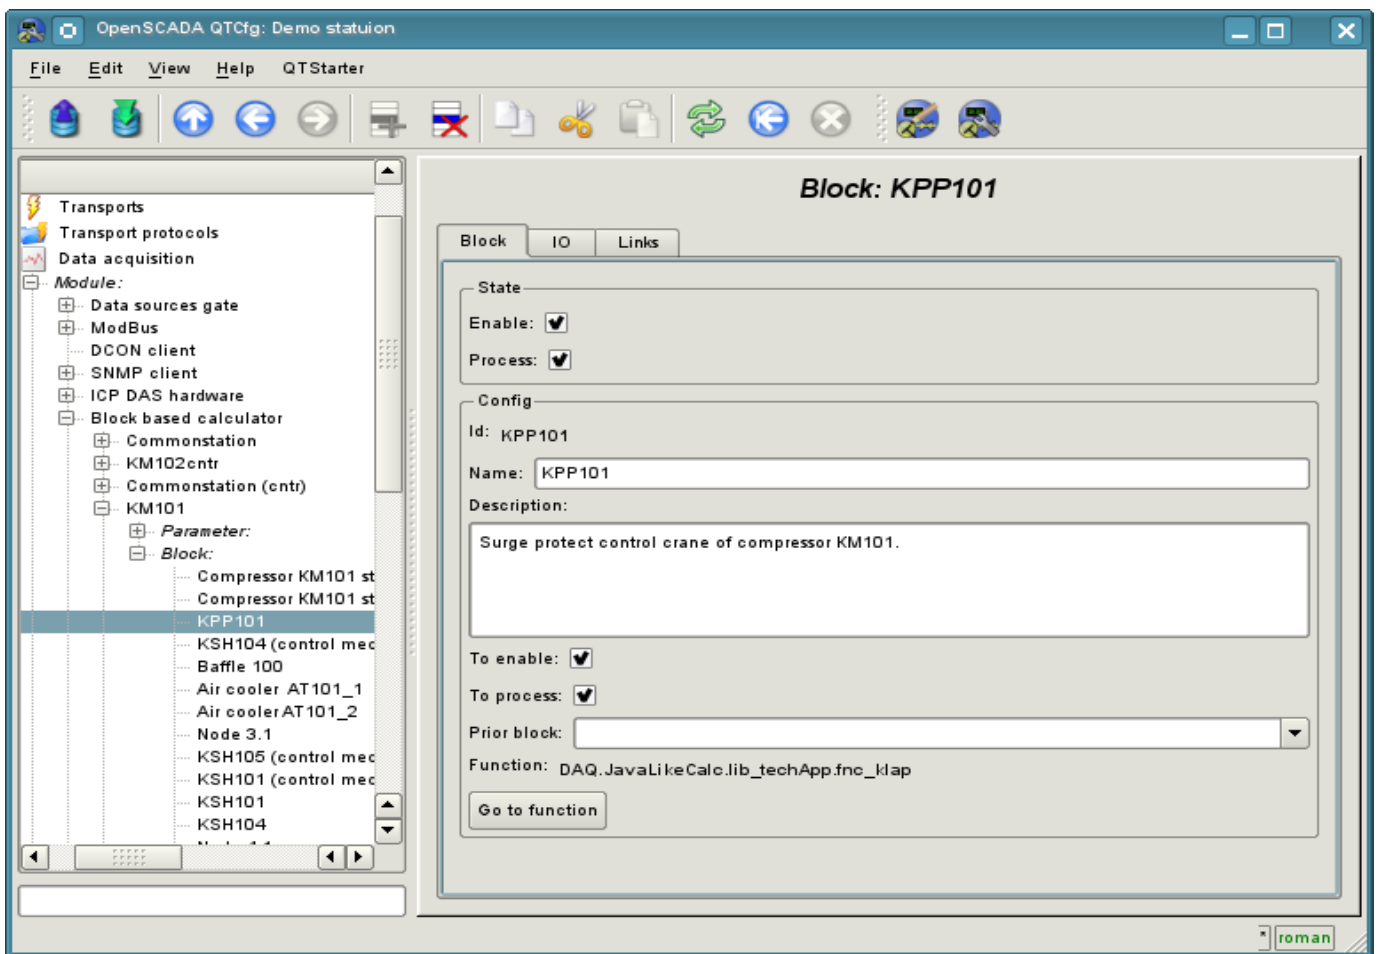 OpenSCADA QTCfg: Demo statuion
File Edit View Help QTStarter
Transports
Transport protocols
Data acquisition
Module:
Data sources gate
ModBus
DCON client
SNMP client
ICP DAS hardware
Block based calculator
Commonstation
KM102cntr
Commonstation (cntr)
KM101
Parameter:
Block:
Compressor KM101 st
Compressor KM101 st
KPP101
KSH104 (control mec
Baffle 100
Air cooler AT101_1
Air cooler AT101_2
Node 3.1
KSH105 (control mec
KSH101 (control mec
KSH101
KSH104
Block: KPP101
Block IO Links
State
Enable:
Process:
Config
Id: KPP101
Name: KPP101
Description:
Surge protect control crane of compressor KM101.
To enable:
To process:
Prior block:
Function: DAQ.JavaLikeCalc.lib_techApp.fnc_klap
Go to function
* roman